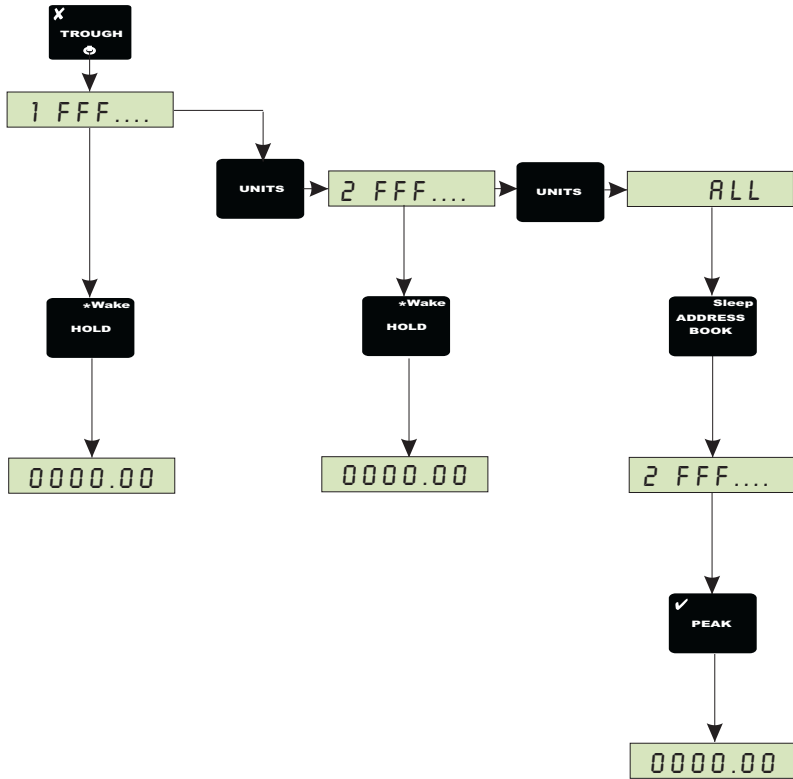 ✘
TROUGH
1 FFF....
UNITS
2 FFF....
UNITS
ALL
*Wake
HOLD
*Wake
HOLD
Sleep
ADDRESS
BOOK
0000.00
0000.00
2 FFF....
✔
PEAK
0000.00